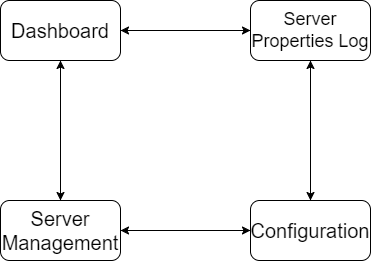 Dashboard
Server
Properties Log
Server
Management
Configuration